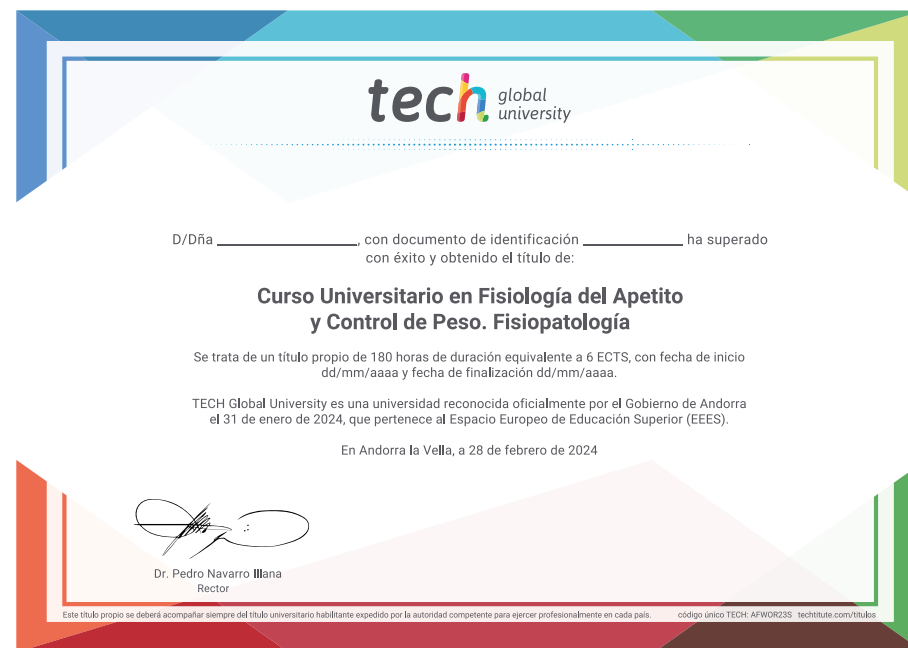 tech global
university
D/Dña ____________________, con documento de identificación ______________ ha superado
con éxito y obtenido el título de:
Curso Universitario en Fisiología del Apetito
y Control de Peso. Fisiopatología
Se trata de un título propio de 180 horas de duración equivalente a 6 ECTS, con fecha de inicio
dd/mm/aaaa y fecha de finalización dd/mm/aaaa.
TECH Global University es una universidad reconocida oficialmente por el Gobierno de Andorra
el 31 de enero de 2024, que pertenece al Espacio Europeo de Educación Superior (EEES).
En Andorra la Vella, a 28 de febrero de 2024
Dr. Pedro Navarro Illana
Rector
Este título propio se deberá acompañar siempre del título universitario habilitante expedido por la autoridad competente para ejercer profesionalmente en cada país. código único TECH: AFWOR23S techtitute.com/titulos